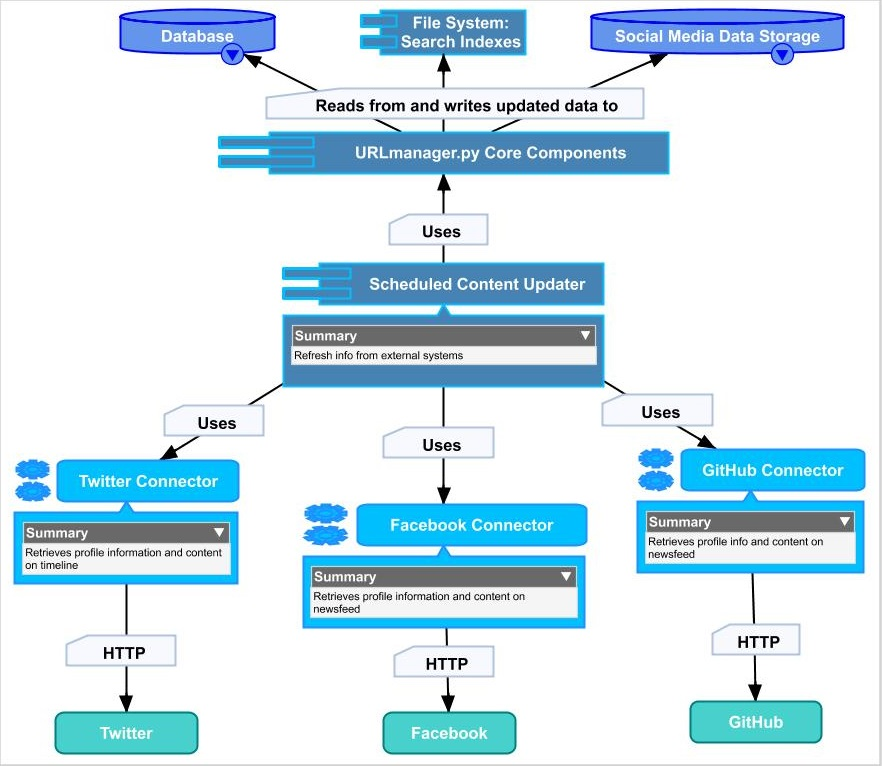 Database
File System:
Search Indexes
Social Media Data Storage
Reads from and writes updated data to
URLmanager.py Core Components
Uses
Scheduled Content Updater
Summary
Refresh info from external systems
Uses
Uses
Uses
Twitter Connector
Summary
Retrieves profile information and content
on timeline
Facebook Connector
Summary
Retrieves profile information and content on
newsfeed
GitHub Connector
Summary
Retrieves profile info and content on
newsfeed
HTTP
HTTP
HTTP
Twitter
Facebook
GitHub